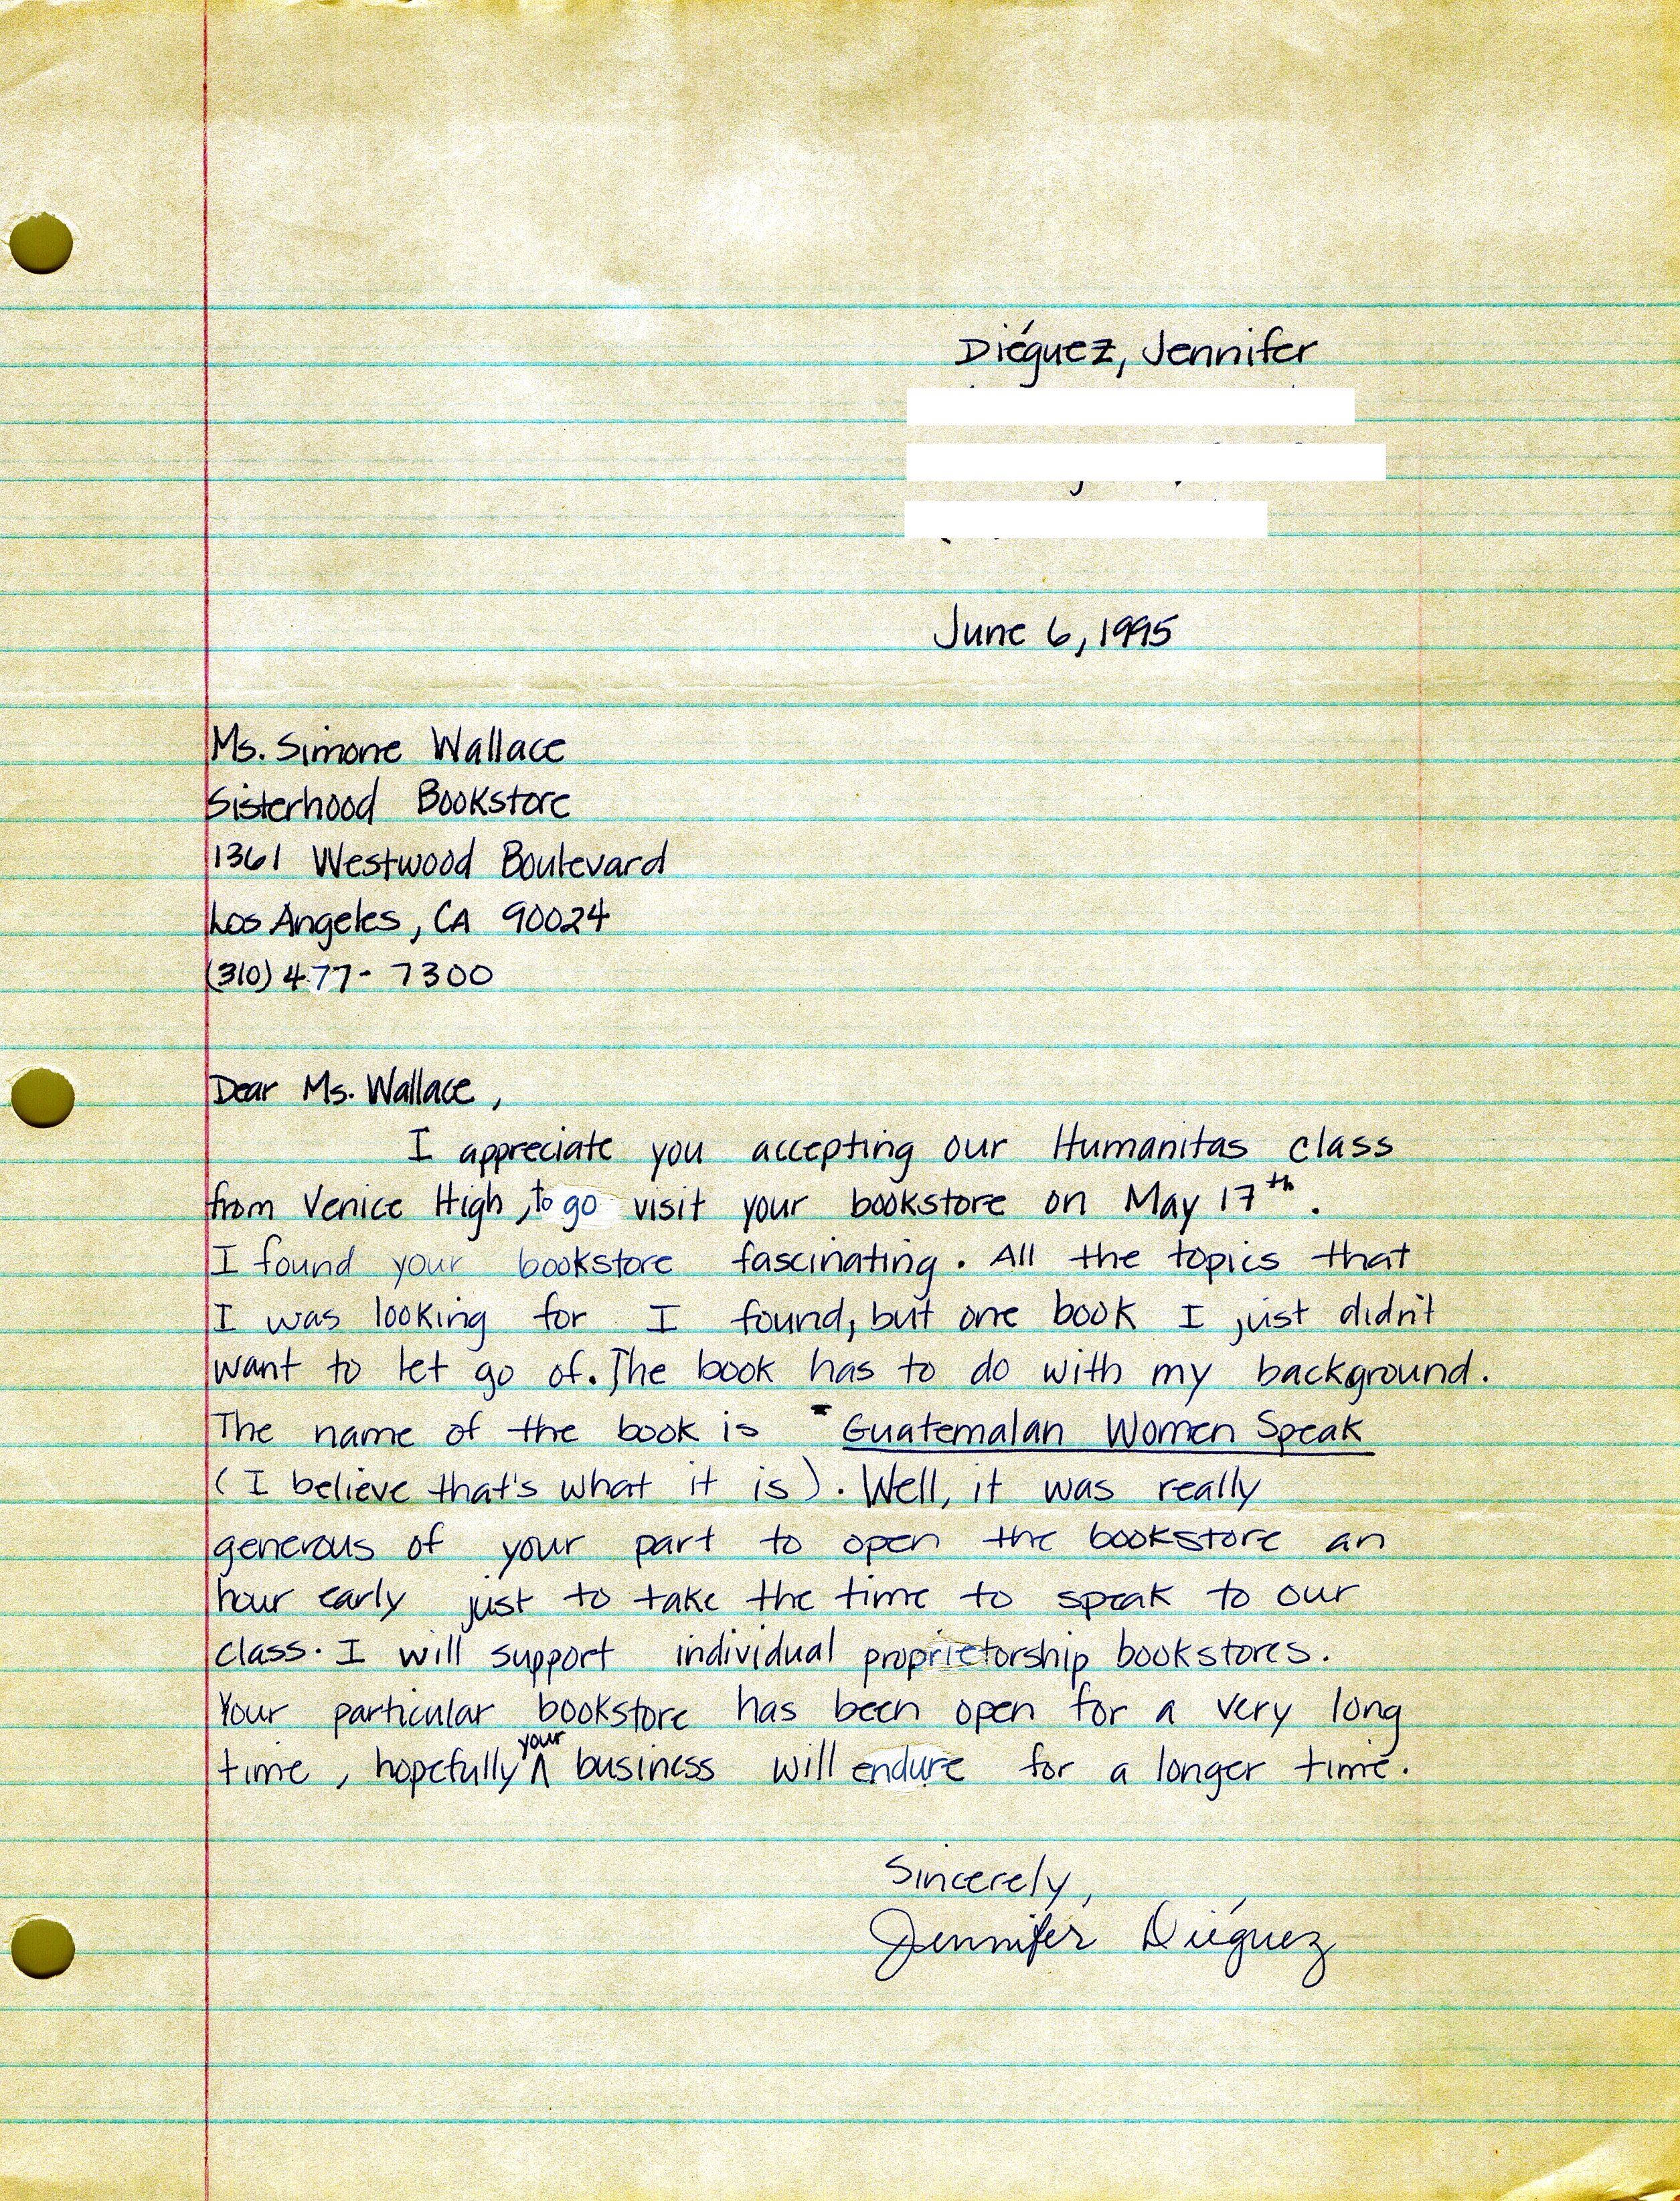 Diéguez, Jennifer
June 6, 1995
Ms. Simone Wallace
Sisterhood Bookstore
1361 Westwood Boulevard
Los Angeles, CA 90024
(310) 477-7300
Dear Ms. Wallace,
I appreciate you accepting our Humanitas class
from Venice High, to go visit your bookstore on May 17th.
I found your bookstore fascinating. All the topics that
I was looking for I found, but one book I just didn't
want to let go of. The book has to do with my background.
The name of the book is Guatemalan Women Speak
(I believe that's what it is). Well, it was really
generous of your part to open the bookstore an
hour early just to take the time to speak to our
class. I will support individual proprietorship bookstores.
Your particular bookstore has been open for a very long
time, hopefully your business will endure for a longer time.
Sincerely,
Jennifer Diéguez